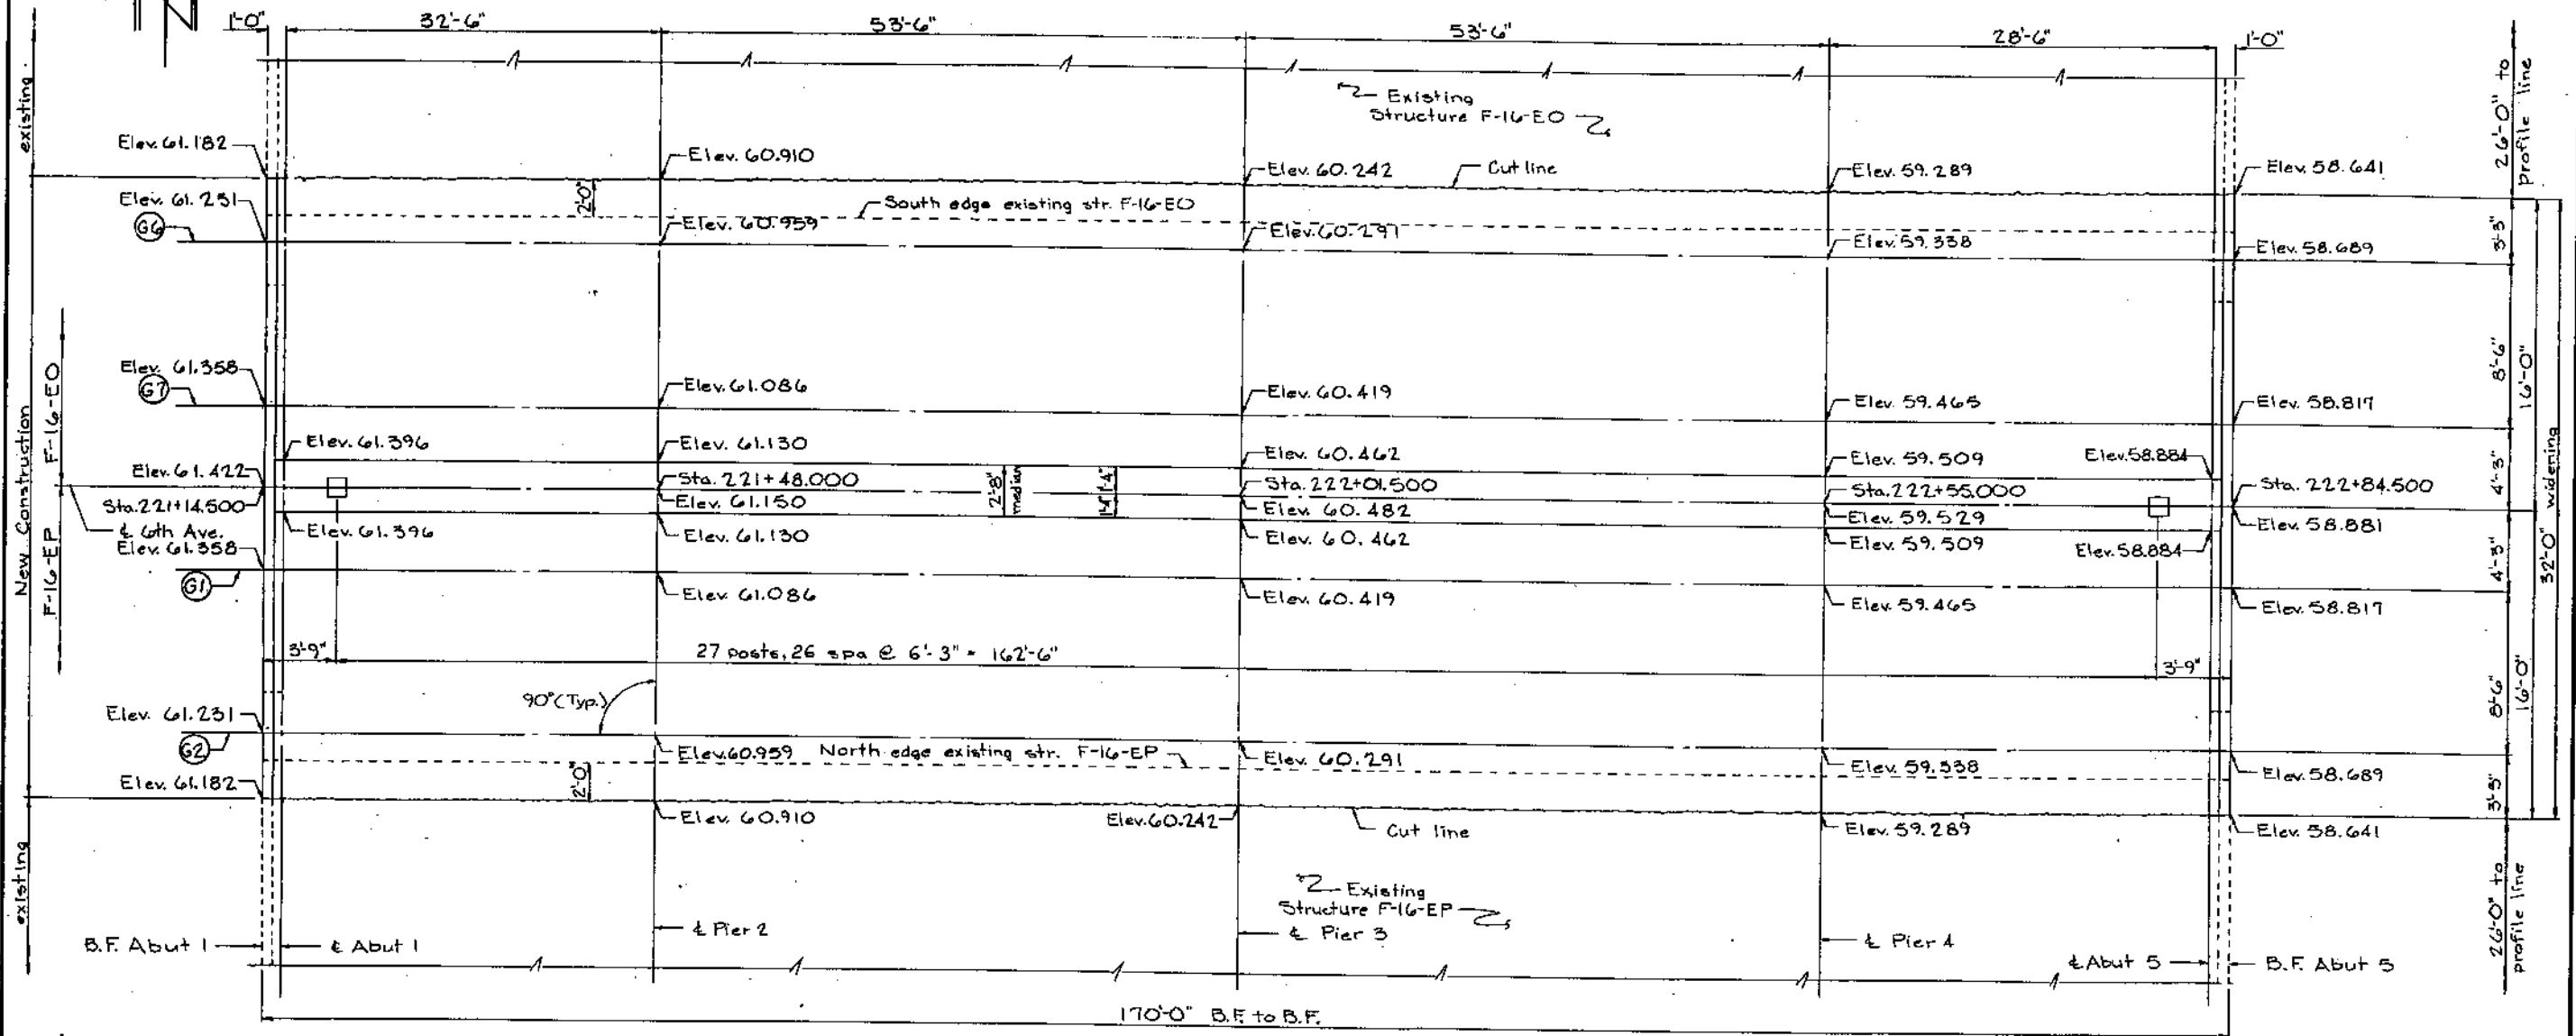 N
1'-0" 32'-6" 53'-6" 53'-6" 28'-6" 1'-0"
existing
26'-0" to profile line
Existing
Structure F-16-EO
Elev. 61.182
Elev. 60.910
Elev. 60.242
Cut line
Elev. 59.289
Elev. 58.641
2'-0"
South edge existing str. F-16-EO
Elev. 61.231
G6
Elev. 60.959
Elev. 60.291
Elev. 59.338
Elev. 58.689
3'-3"
8'-6"
16'-0"
Elev. 61.358
G7
Elev. 61.086
Elev. 60.419
Elev. 59.465
Elev. 58.817
New Construction
F-16-EO
F-16-EP
Elev. 61.396
Elev. 61.130
Elev. 60.462
Elev. 59.509
Elev. 58.884
4'-3"
32'-0" widening
Elev. 61.422
Sta. 221+14.500
℄ 6th Ave.
Sta. 221+48.000
Elev. 61.150
2'-8" median
1'-4" 1'-4"
Sta. 222+01.500
Elev. 60.482
Sta. 222+55.000
Elev. 59.529
Sta. 222+84.500
Elev. 58.881
Elev. 61.396
Elev. 61.130
Elev. 60.462
Elev. 59.509
Elev. 58.884
4'-3"
Elev. 61.358
G1
Elev. 61.086
Elev. 60.419
Elev. 59.465
Elev. 58.817
3'-9"
27 posts, 26 spa @ 6'-3" = 162'-6"
3'-9"
90° (Typ.)
8'-6"
16'-0"
Elev. 61.231
G2
Elev. 60.959
North edge existing str. F-16-EP
Elev. 60.291
Elev. 59.338
Elev. 58.689
2'-0"
3'-3"
Elev. 61.182
Elev. 60.910
Elev. 60.242
Cut line
Elev. 59.289
Elev. 58.641
existing
Existing
Structure F-16-EP
26'-0" to profile line
B.F. Abut 1
℄ Abut 1
℄ Pier 2
℄ Pier 3
℄ Pier 4
℄ Abut 5
B.F. Abut 5
170'-0" B.F. to B.F.